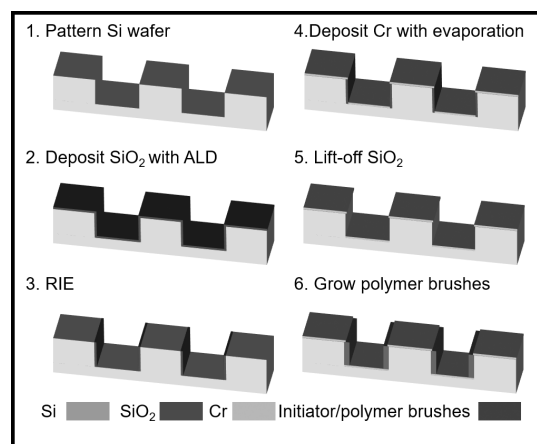 1. Pattern Si wafer
4.Deposit Cr with evaporation
2. Deposit SiO₂ with ALD
5. Lift-off SiO₂
3. RIE
6. Grow polymer brushes
Si SiO₂ Cr Initiator/polymer brushes